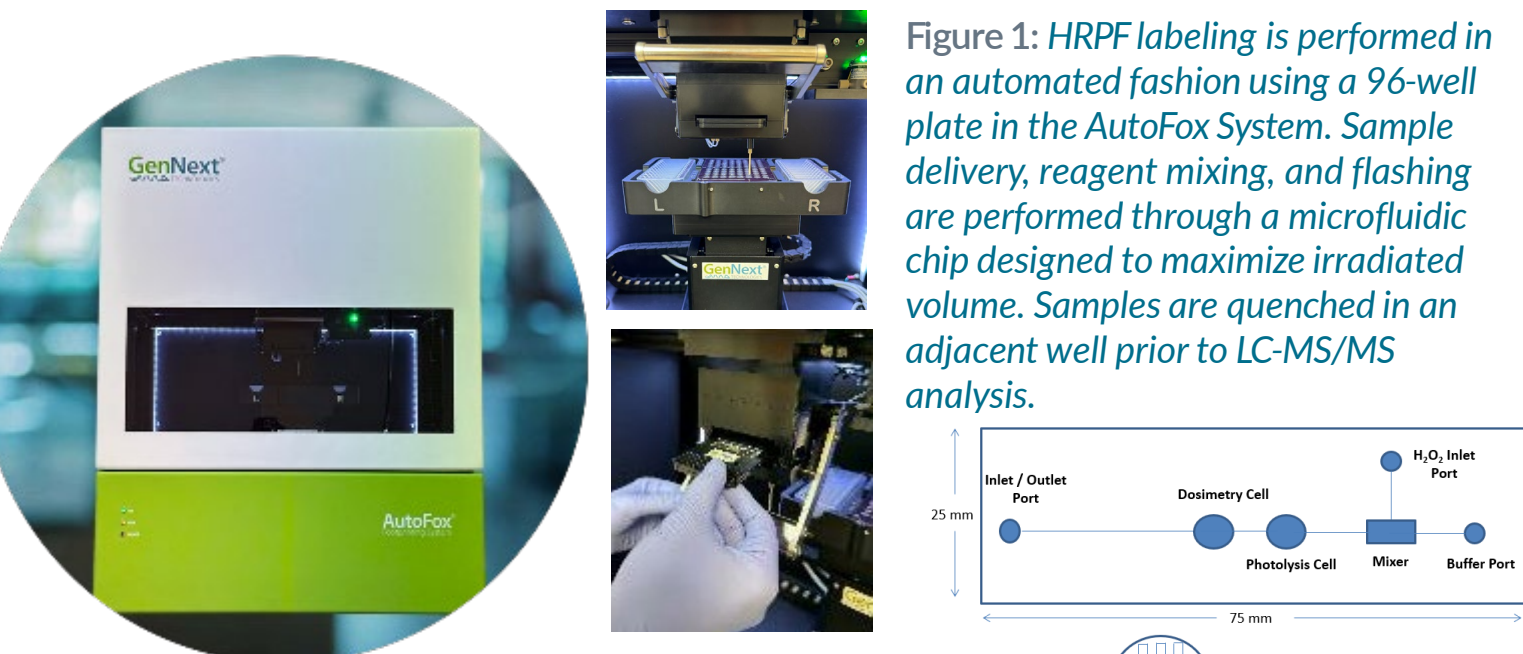 GenNext
AutoFox
L
R
GenNext
Figure 1: HRPF labeling is performed in
an automated fashion using a 96-well
plate in the AutoFox System. Sample
delivery, reagent mixing, and flashing
are performed through a microfluidic
chip designed to maximize irradiated
volume. Samples are quenched in an
adjacent well prior to LC-MS/MS
analysis.
H₂O₂ Inlet
Port
Inlet / Outlet
Port
Dosimetry Cell
25 mm
Photolysis Cell
Mixer
Buffer Port
75 mm